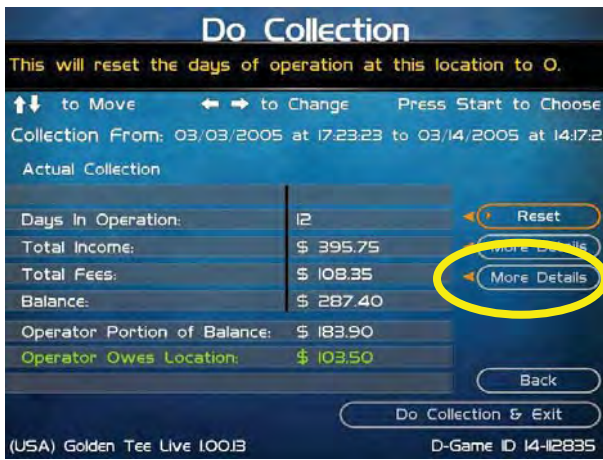 Do Collection
This will reset the days of operation at this location to 0.
to Move to Change Press Start to Choose
Collection From: 03/03/2005 at 17:23:23 to 03/14/2005 at 14:17:2
Actual Collection
Days In Operation: 12 Reset
Total Income: $ 395.75 More Details
Total Fees: $ 108.35 More Details
Balance: $ 287.40
Operator Portion of Balance: $ 183.90
Operator Owes Location: $ 103.50
Back
Do Collection & Exit
(USA) Golden Tee Live 1.00.13 D-Game ID 14-112835